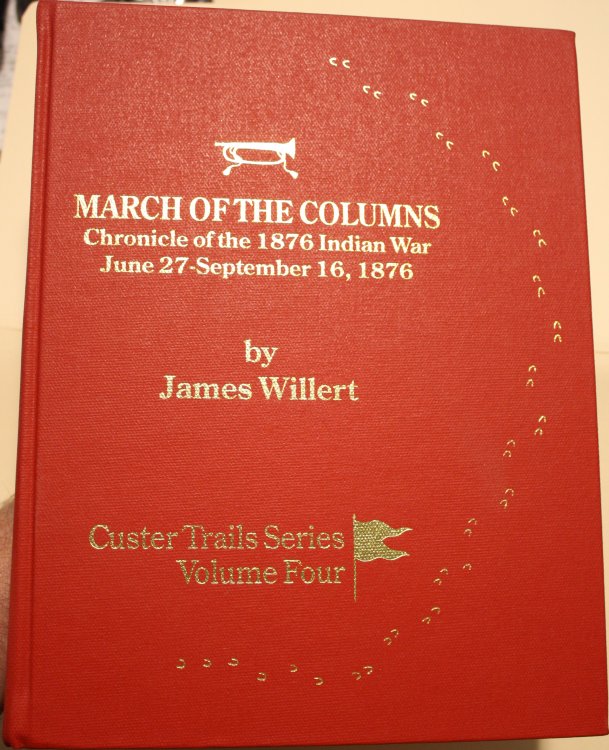 MARCH OF THE COLUMNS
Chronicle of the 1876 Indian War
June 27-September 16, 1876
by
James Willert
Custer Trails Series
Volume Four